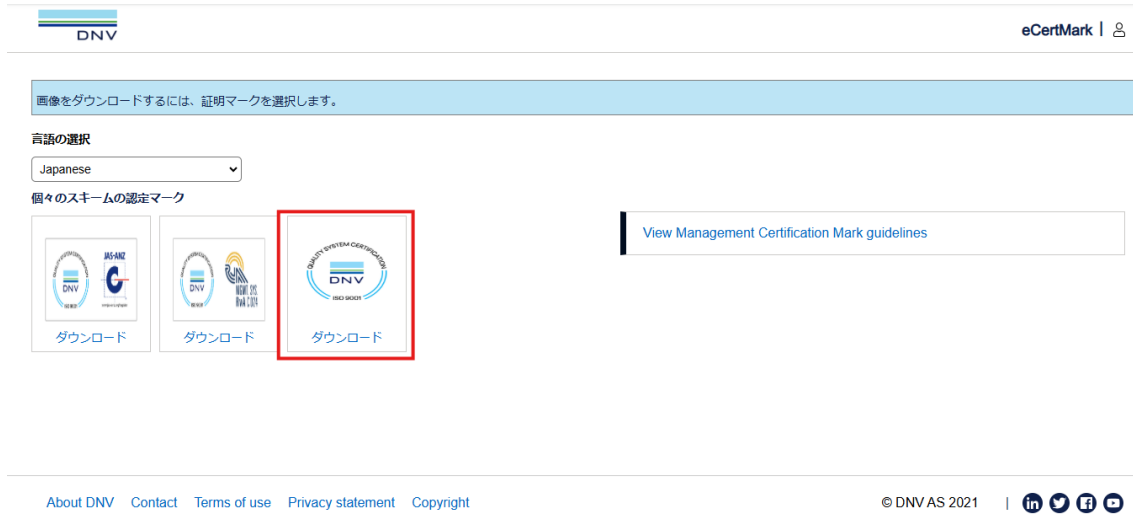 DNV
eCertMark |
画像をダウンロードするには、証明マークを選択します。
言語の選択
Japanese
個々のスキームの認定マーク
JAS-ANZ
DNV
DNV
QUALITY SYSTEM CERTIFICATION
DNV
ISO 9001
ダウンロード
ダウンロード
ダウンロード
View Management Certification Mark guidelines
About DNV Contact Terms of use Privacy statement Copyright
© DNV AS 2021 |